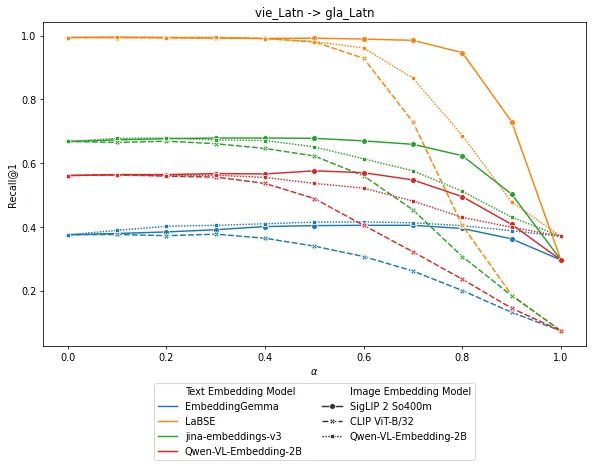 vie_Latn -> gla_Latn
Recall@1
1.0
0.8
0.6
0.4
0.2
0.0 0.2 0.4 0.6 0.8 1.0
α
Text Embedding Model Image Embedding Model
EmbeddingGemma SigLIP 2 So400m
LaBSE CLIP ViT-B/32
jina-embeddings-v3 Qwen-VL-Embedding-2B
Qwen-VL-Embedding-2B